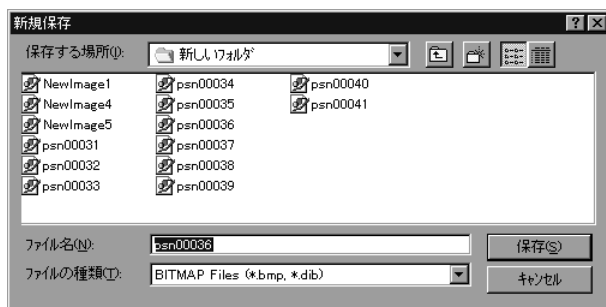 新規保存
保存する場所(I):
新しいフォルダ
NewImage1
psn00034
psn00040
NewImage4
psn00035
psn00041
NewImage5
psn00036
psn00031
psn00037
psn00032
psn00038
psn00033
psn00039
ファイル名(N):
psn00036
保存(S)
ファイルの種類(T):
BITMAP Files (*.bmp, *.dib)
キャンセル